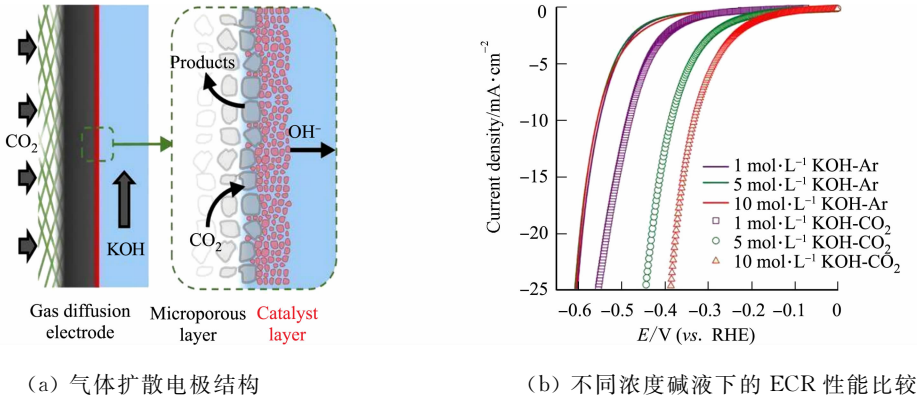 CO₂
KOH
Gas diffusion
electrode
Products
OH⁻
CO₂
Microporous
layer
Catalyst
layer
(a) 气体扩散电极结构
Current density/mA·cm⁻²
0
−5
−10
−15
−20
−25
−0.6
−0.5
−0.4
−0.3
−0.2
−0.1
0
E/V (vs. RHE)
1 mol·L⁻¹ KOH-Ar
5 mol·L⁻¹ KOH-Ar
10 mol·L⁻¹ KOH-Ar
1 mol·L⁻¹ KOH-CO₂
5 mol·L⁻¹ KOH-CO₂
10 mol·L⁻¹ KOH-CO₂
(b) 不同浓度碱液下的 ECR 性能比较